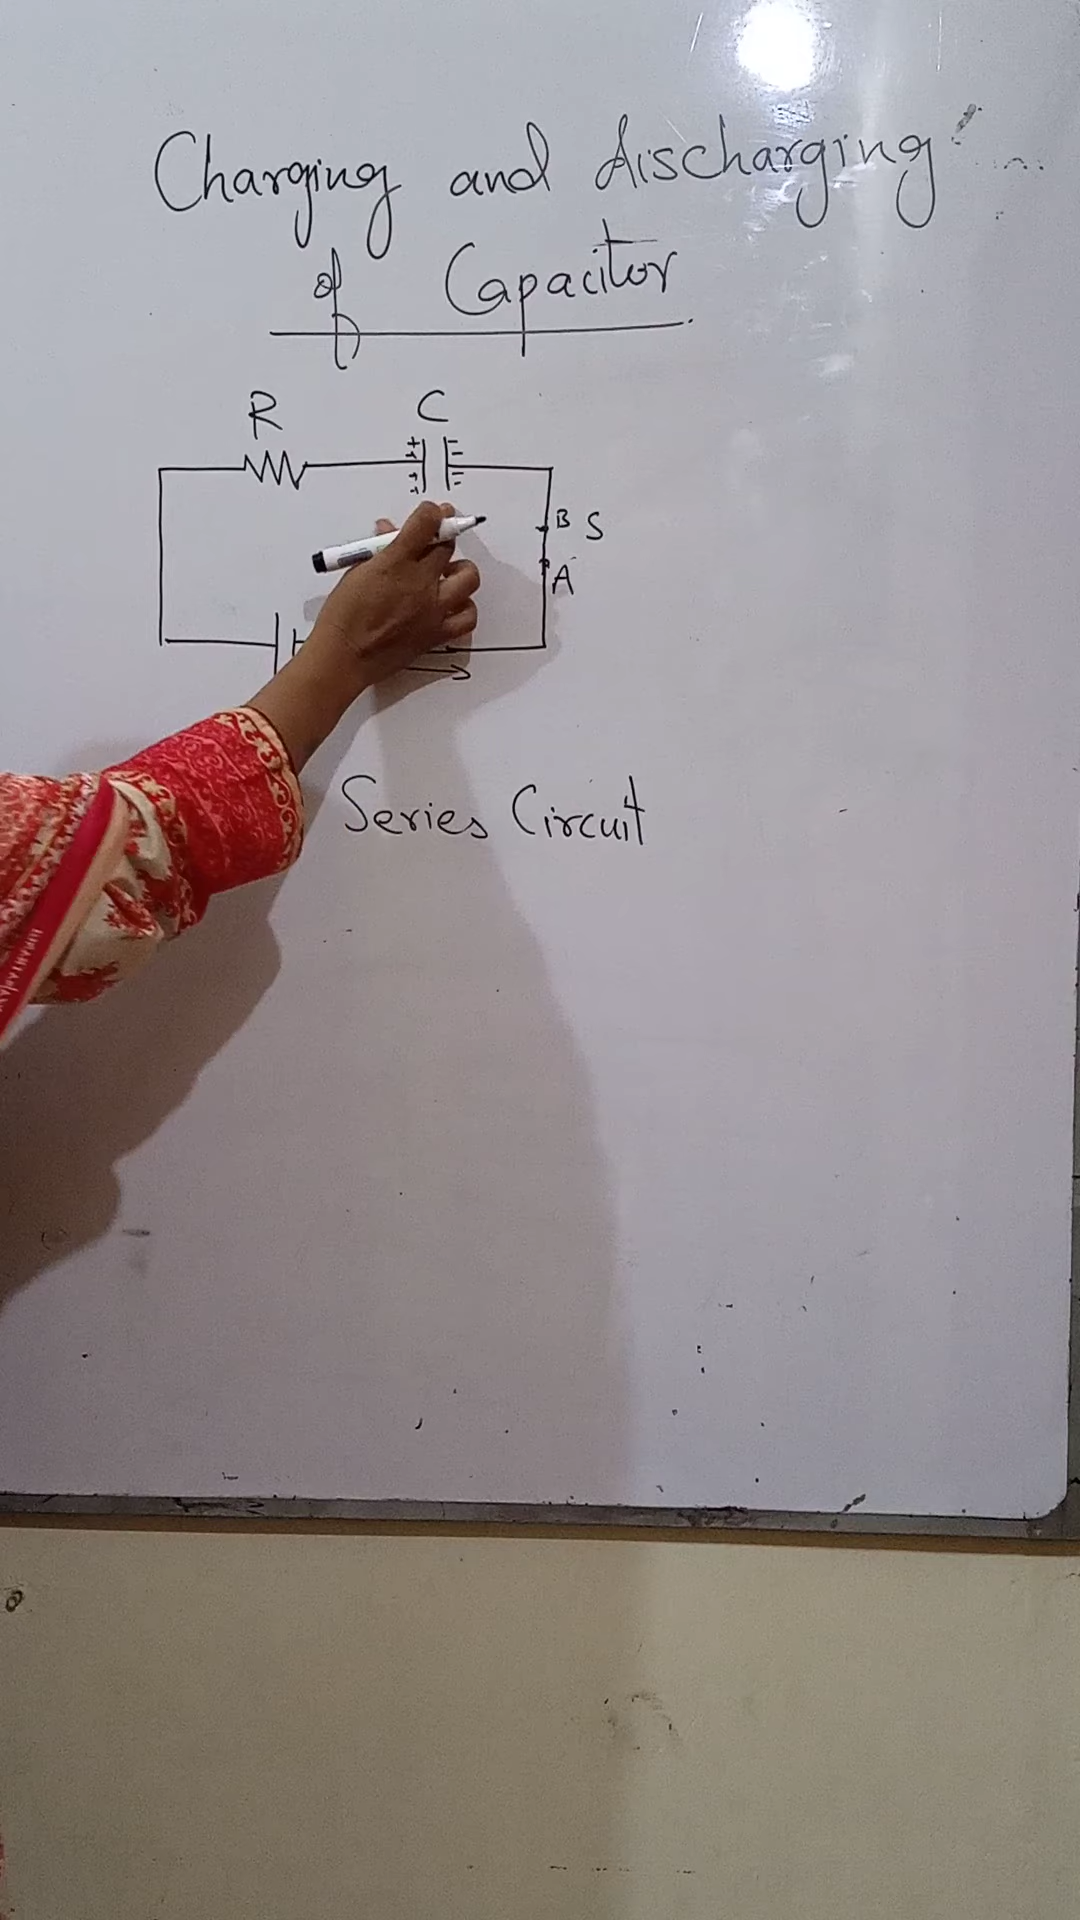 Charging and discharging
of Capacitor
R C
B S
A
Series Circuit